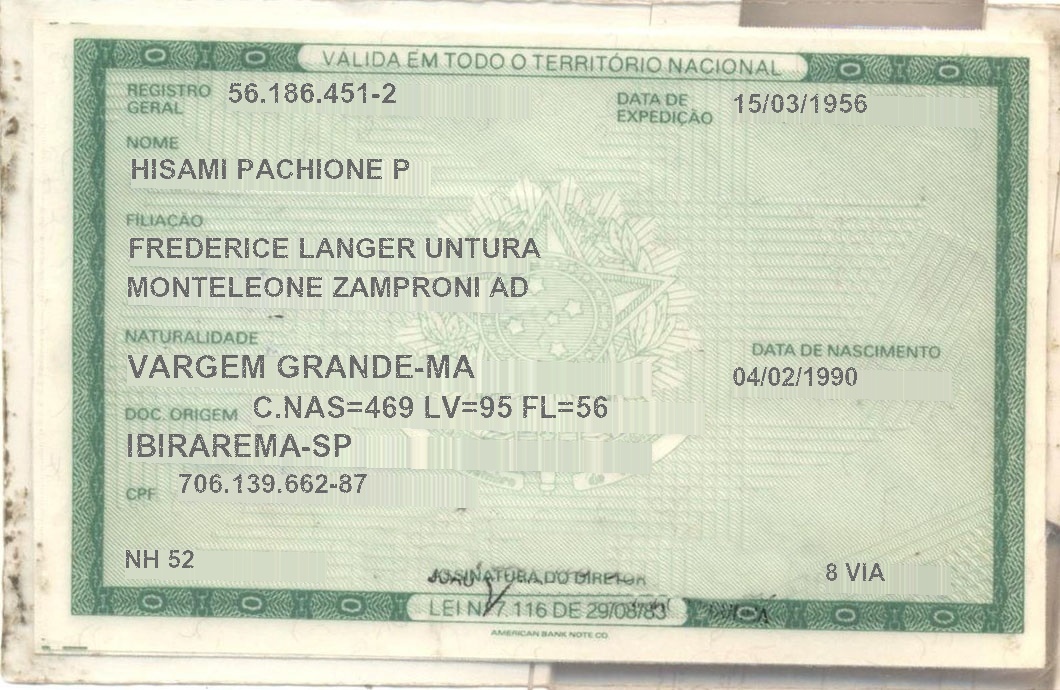 VÁLIDA EM TODO O TERRITÓRIO NACIONAL
REGISTRO GERAL 56.186.451-2
DATA DE EXPEDIÇÃO 15/03/1956
NOME
HISAMI PACHIONE P
FILIAÇÃO
FREDERICE LANGER UNTURA
MONTELEONE ZAMPRONI AD
NATURALIDADE
VARGEM GRANDE-MA
DATA DE NASCIMENTO
04/02/1990
DOC. ORIGEM C.NAS=469 LV=95 FL=56
IBIRAREMA-SP
CPF 706.139.662-87
NH 52
8 VIA
ASSINATURA DO DIRETOR
LEI Nº 7.116 DE 29/08/83
AMERICAN BANK NOTE CO.